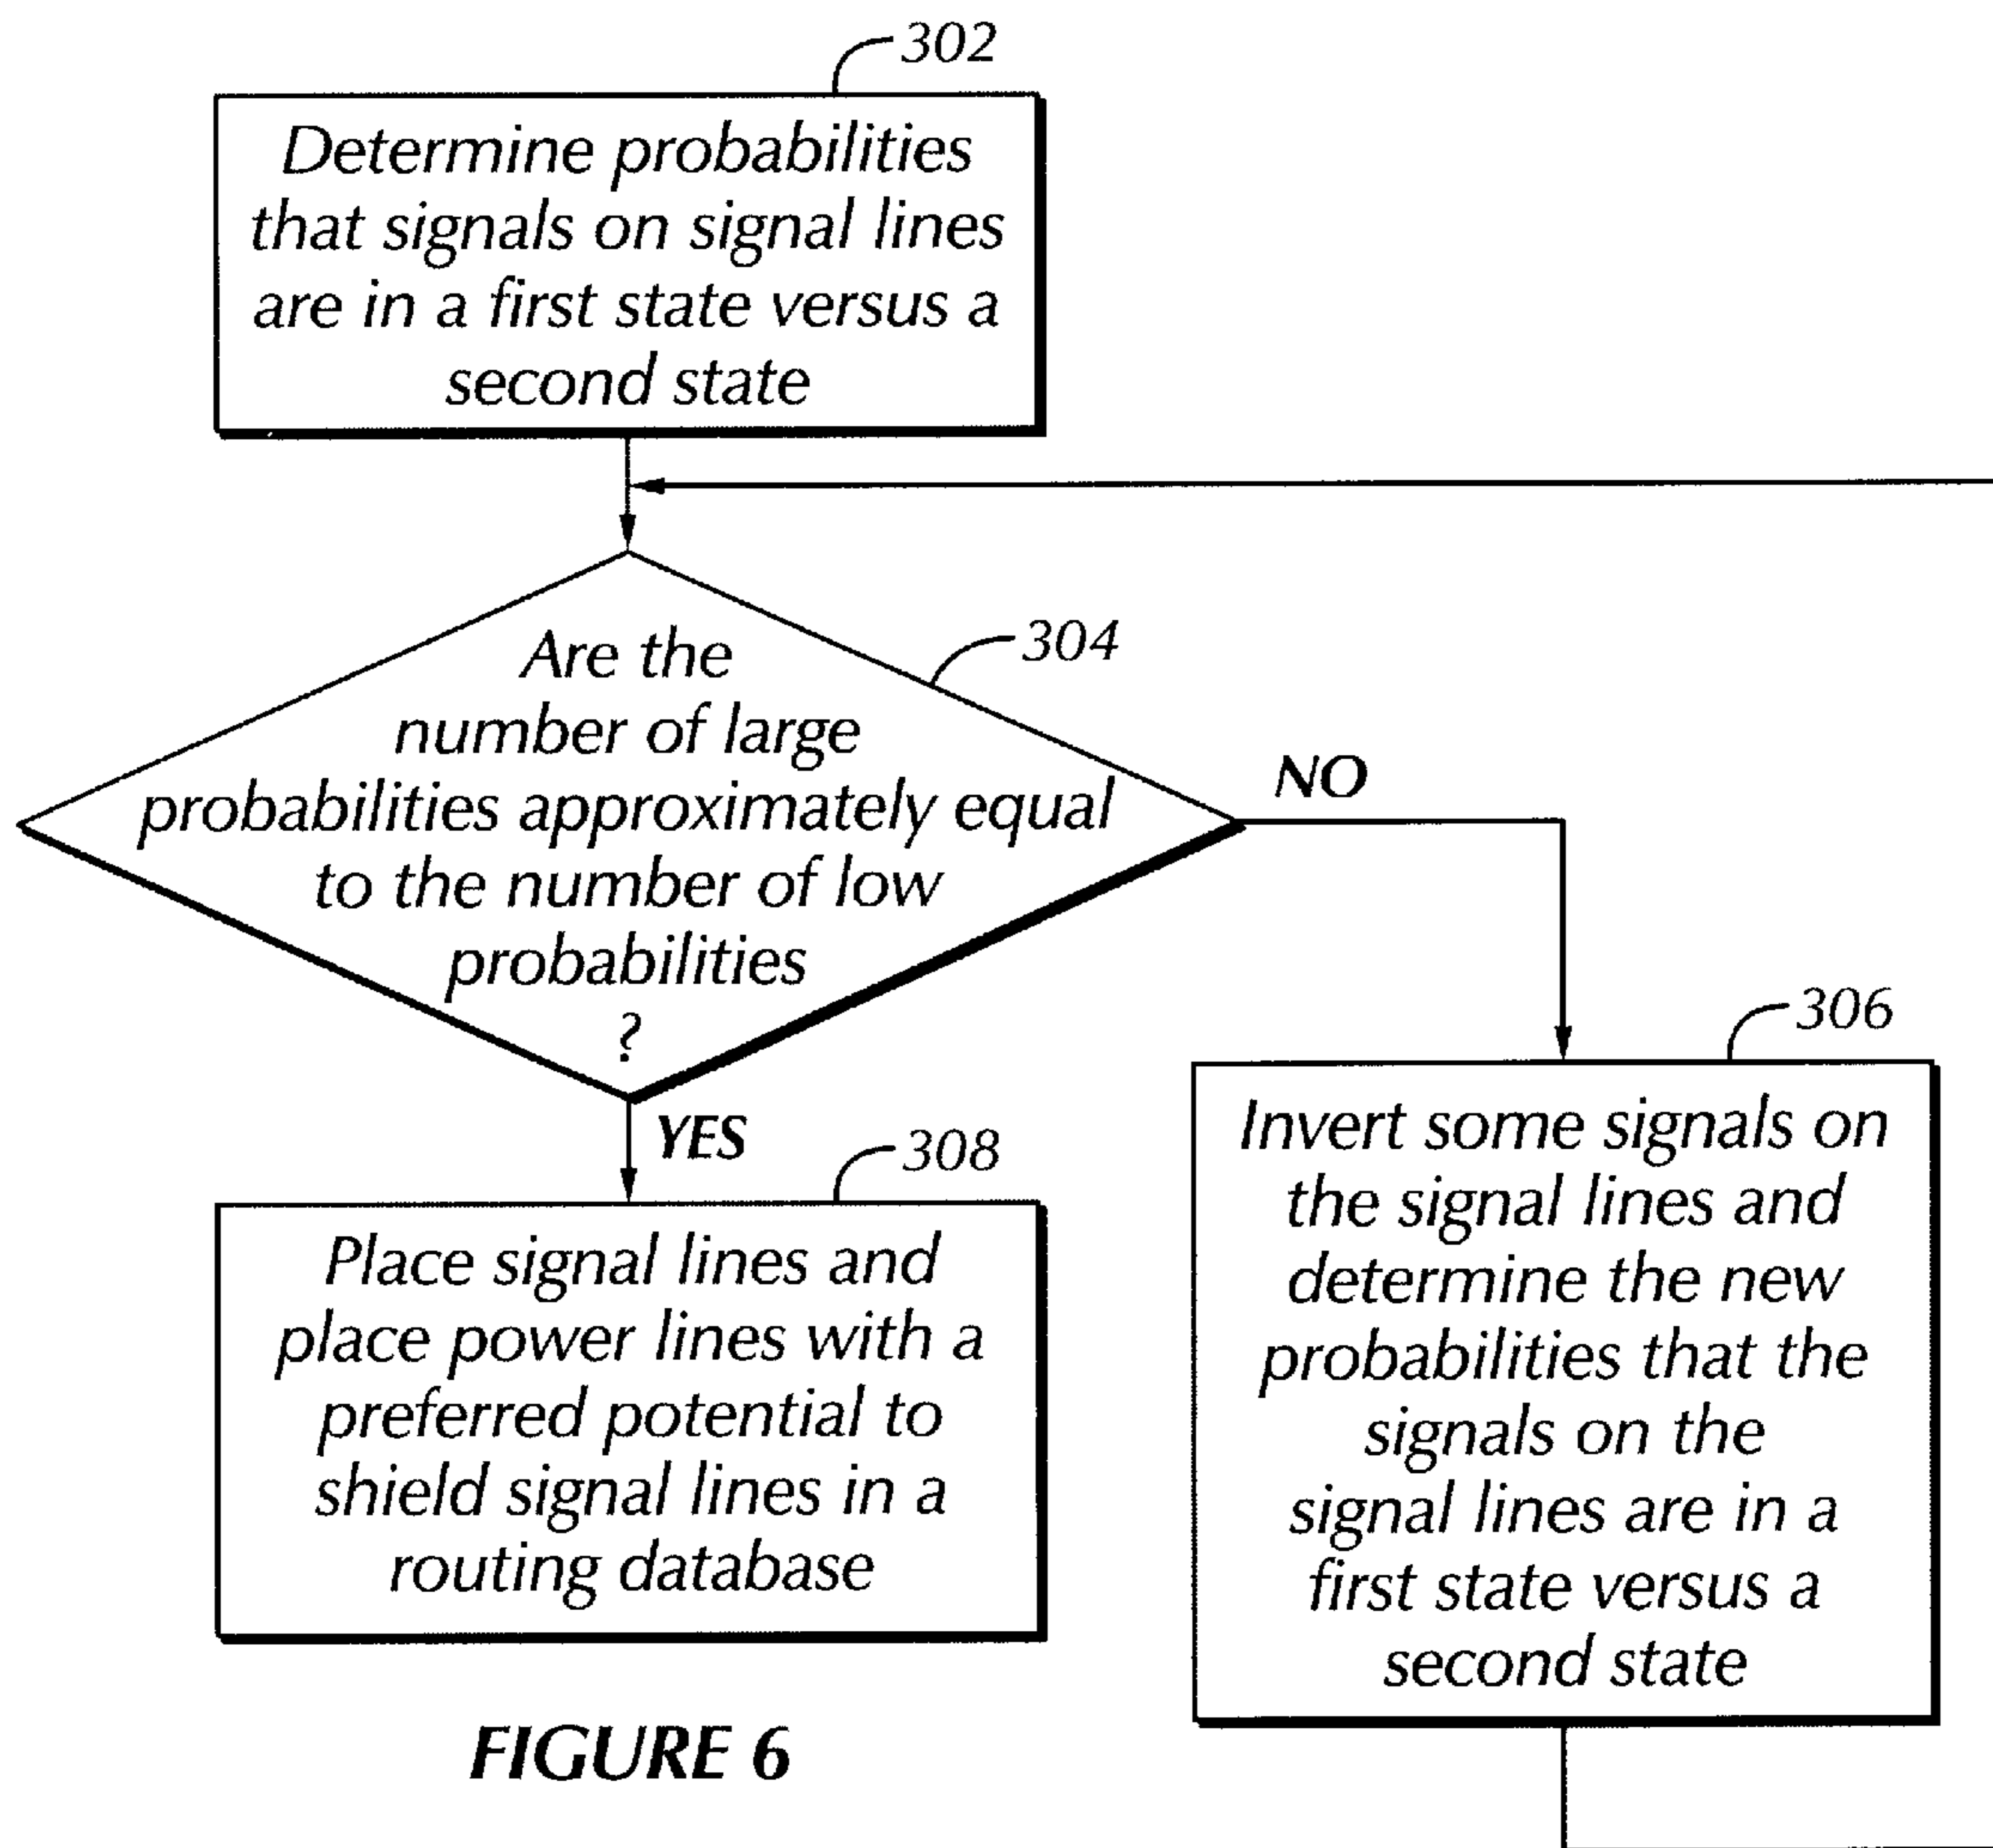 302
Determine probabilities
that signals on signal lines
are in a first state versus a
second state
304
Are the
number of large
probabilities approximately equal
to the number of low
probabilities
?
NO
YES
306
Invert some signals on
the signal lines and
determine the new
probabilities that the
signals on the
signal lines are in a
first state versus a
second state
308
Place signal lines and
place power lines with a
preferred potential to
shield signal lines in a
routing database
FIGURE 6